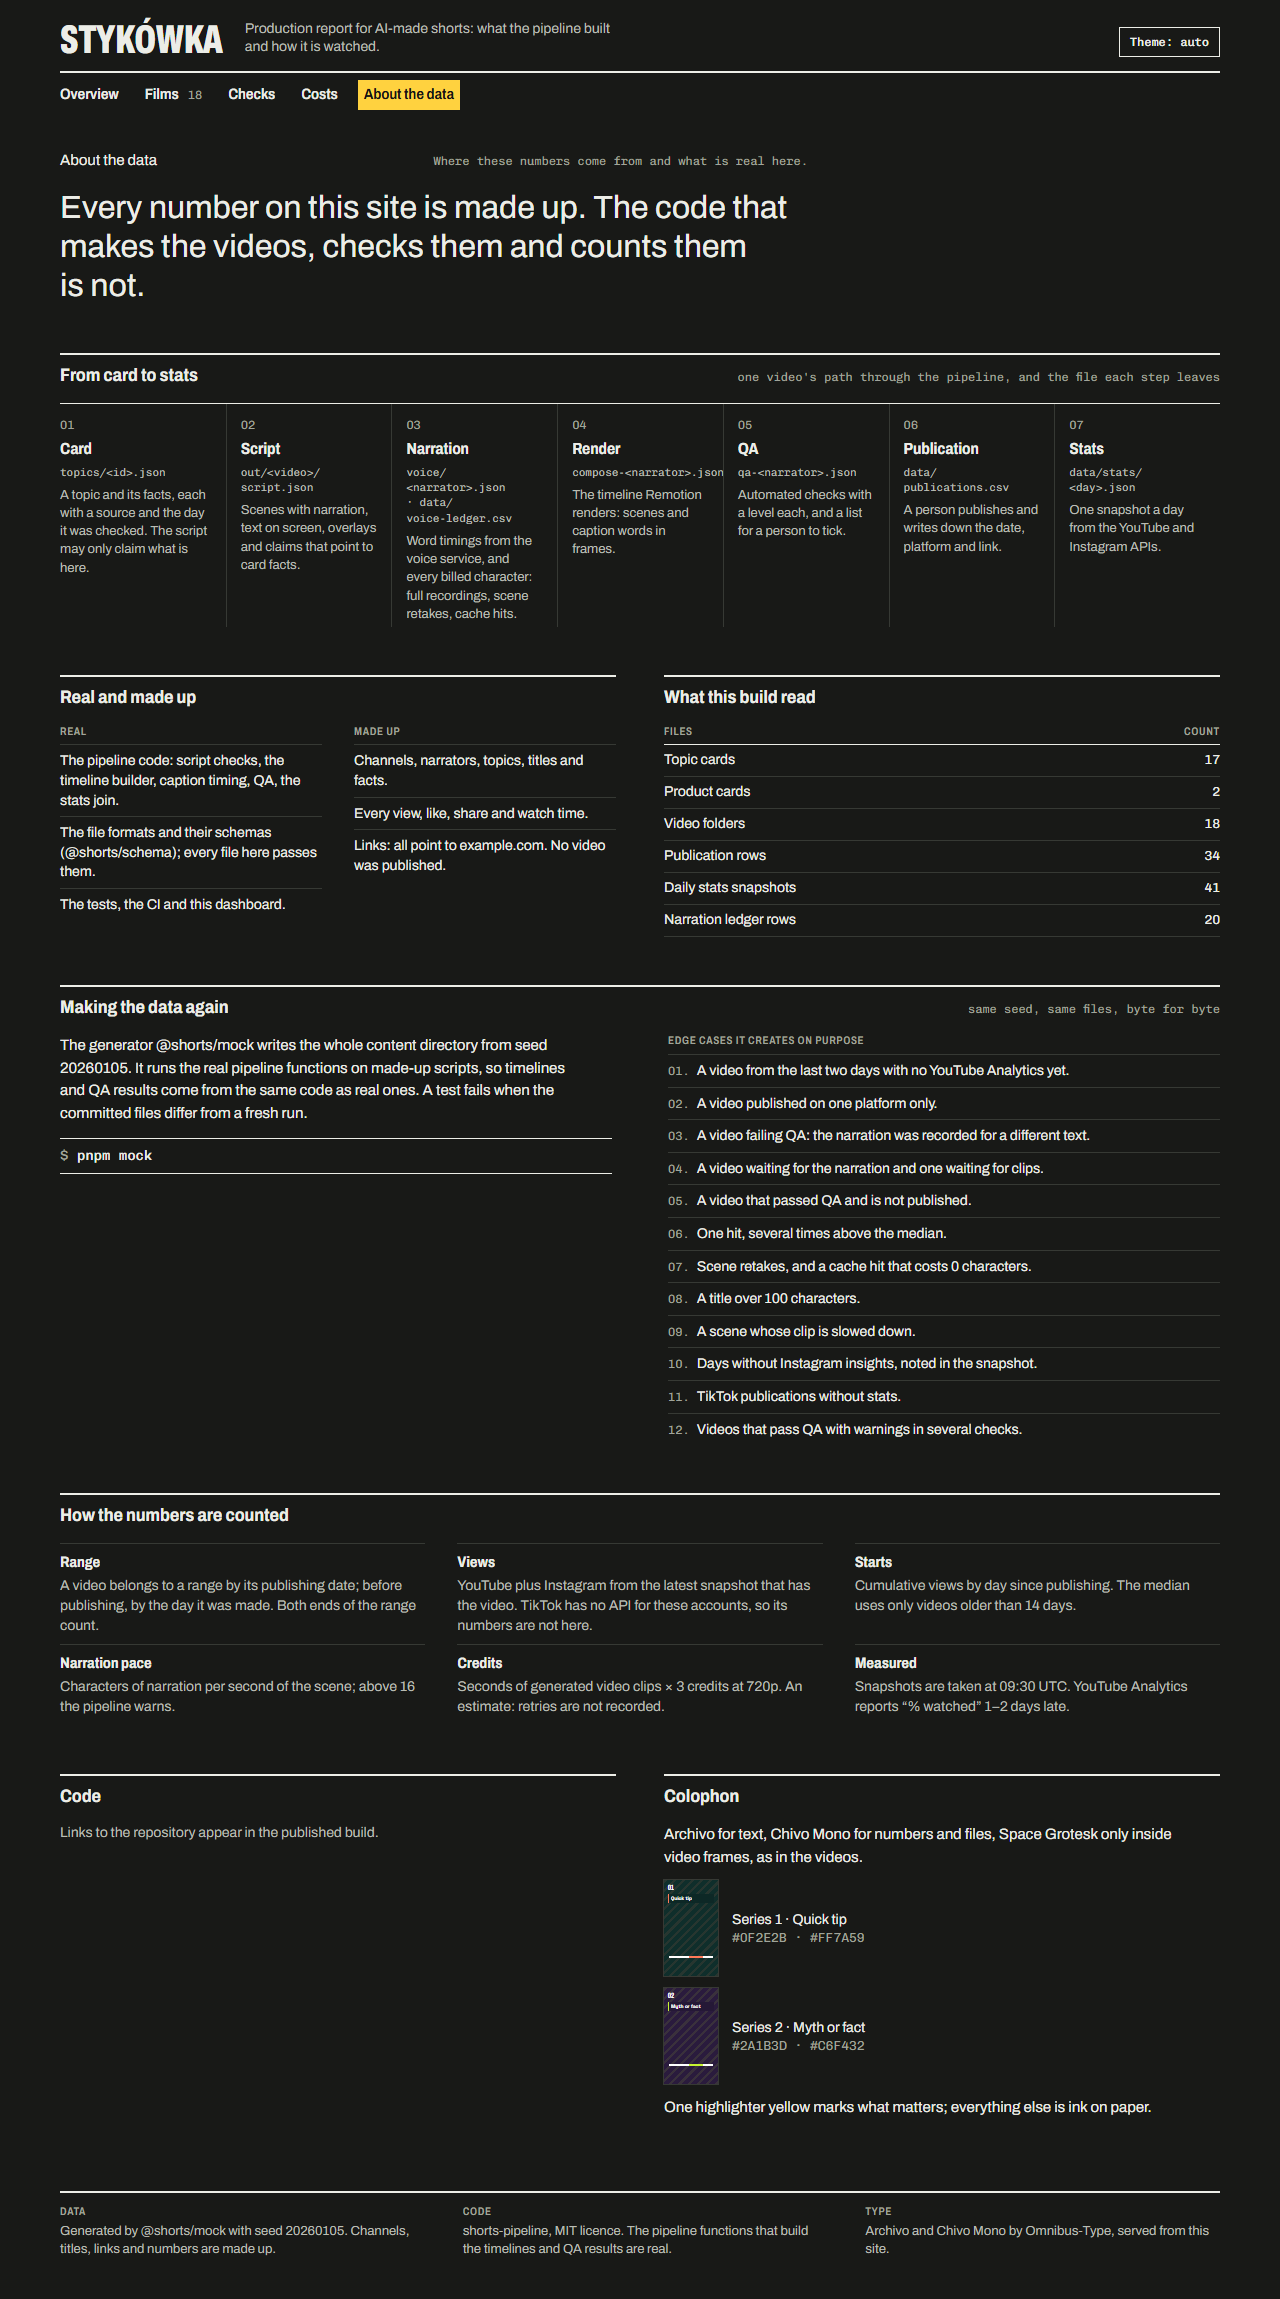 STYKÓWKA
Production report for AI-made shorts: what the pipeline built
and how it is watched.
Theme: auto
Overview
Films 18
Checks
Costs
About the data
About the data
Where these numbers come from and what is real here.
Every number on this site is made up. The code that
makes the videos, checks them and counts them
is not.
From card to stats
one video's path through the pipeline, and the file each step leaves
01
Card
topics/<id>.json
A topic and its facts, each
with a source and the day
it was checked. The script
may only claim what is
here.
02
Script
out/<video>/
script.json
Scenes with narration,
text on screen, overlays
and claims that point to
card facts.
03
Narration
voice/
<narrator>.json
· data/
voice-ledger.csv
Word timings from the
voice service, and
every billed character:
full recordings, scene
retakes, cache hits.
04
Render
compose-<narrator>.json
The timeline Remotion
renders: scenes and
caption words in
frames.
05
QA
qa-<narrator>.json
Automated checks with
a level each, and a list
for a person to tick.
06
Publication
data/
publications.csv
A person publishes and
writes down the date,
platform and link.
07
Stats
data/stats/
<day>.json
One snapshot a day
from the YouTube and
Instagram APIs.
Real and made up
REAL
The pipeline code: script checks, the
timeline builder, caption timing, QA, the
stats join.
The file formats and their schemas
(@shorts/schema); every file here passes
them.
The tests, the CI and this dashboard.
MADE UP
Channels, narrators, topics, titles and
facts.
Every view, like, share and watch time.
Links: all point to example.com. No video
was published.
What this build read
FILES COUNT
Topic cards 17
Product cards 2
Video folders 18
Publication rows 34
Daily stats snapshots 41
Narration ledger rows 20
Making the data again
same seed, same files, byte for byte
The generator @shorts/mock writes the whole content directory from seed
20260105. It runs the real pipeline functions on made-up scripts, so timelines
and QA results come from the same code as real ones. A test fails when the
committed files differ from a fresh run.
$ pnpm mock
EDGE CASES IT CREATES ON PURPOSE
01. A video from the last two days with no YouTube Analytics yet.
02. A video published on one platform only.
03. A video failing QA: the narration was recorded for a different text.
04. A video waiting for the narration and one waiting for clips.
05. A video that passed QA and is not published.
06. One hit, several times above the median.
07. Scene retakes, and a cache hit that costs 0 characters.
08. A title over 100 characters.
09. A scene whose clip is slowed down.
10. Days without Instagram insights, noted in the snapshot.
11. TikTok publications without stats.
12. Videos that pass QA with warnings in several checks.
How the numbers are counted
Range
A video belongs to a range by its publishing date; before
publishing, by the day it was made. Both ends of the range
count.
Views
YouTube plus Instagram from the latest snapshot that has
the video. TikTok has no API for these accounts, so its
numbers are not here.
Starts
Cumulative views by day since publishing. The median
uses only videos older than 14 days.
Narration pace
Characters of narration per second of the scene; above 16
the pipeline warns.
Credits
Seconds of generated video clips × 3 credits at 720p. An
estimate: retries are not recorded.
Measured
Snapshots are taken at 09:30 UTC. YouTube Analytics
reports “% watched” 1–2 days late.
Code
Links to the repository appear in the published build.
Colophon
Archivo for text, Chivo Mono for numbers and files, Space Grotesk only inside
video frames, as in the videos.
01
Quick tip
Series 1 · Quick tip
#0F2E2B · #FF7A59
02
Myth or fact
Series 2 · Myth or fact
#2A1B3D · #C6F432
One highlighter yellow marks what matters; everything else is ink on paper.
DATA
Generated by @shorts/mock with seed 20260105. Channels,
titles, links and numbers are made up.
CODE
shorts-pipeline, MIT licence. The pipeline functions that build
the timelines and QA results are real.
TYPE
Archivo and Chivo Mono by Omnibus-Type, served from this
site.